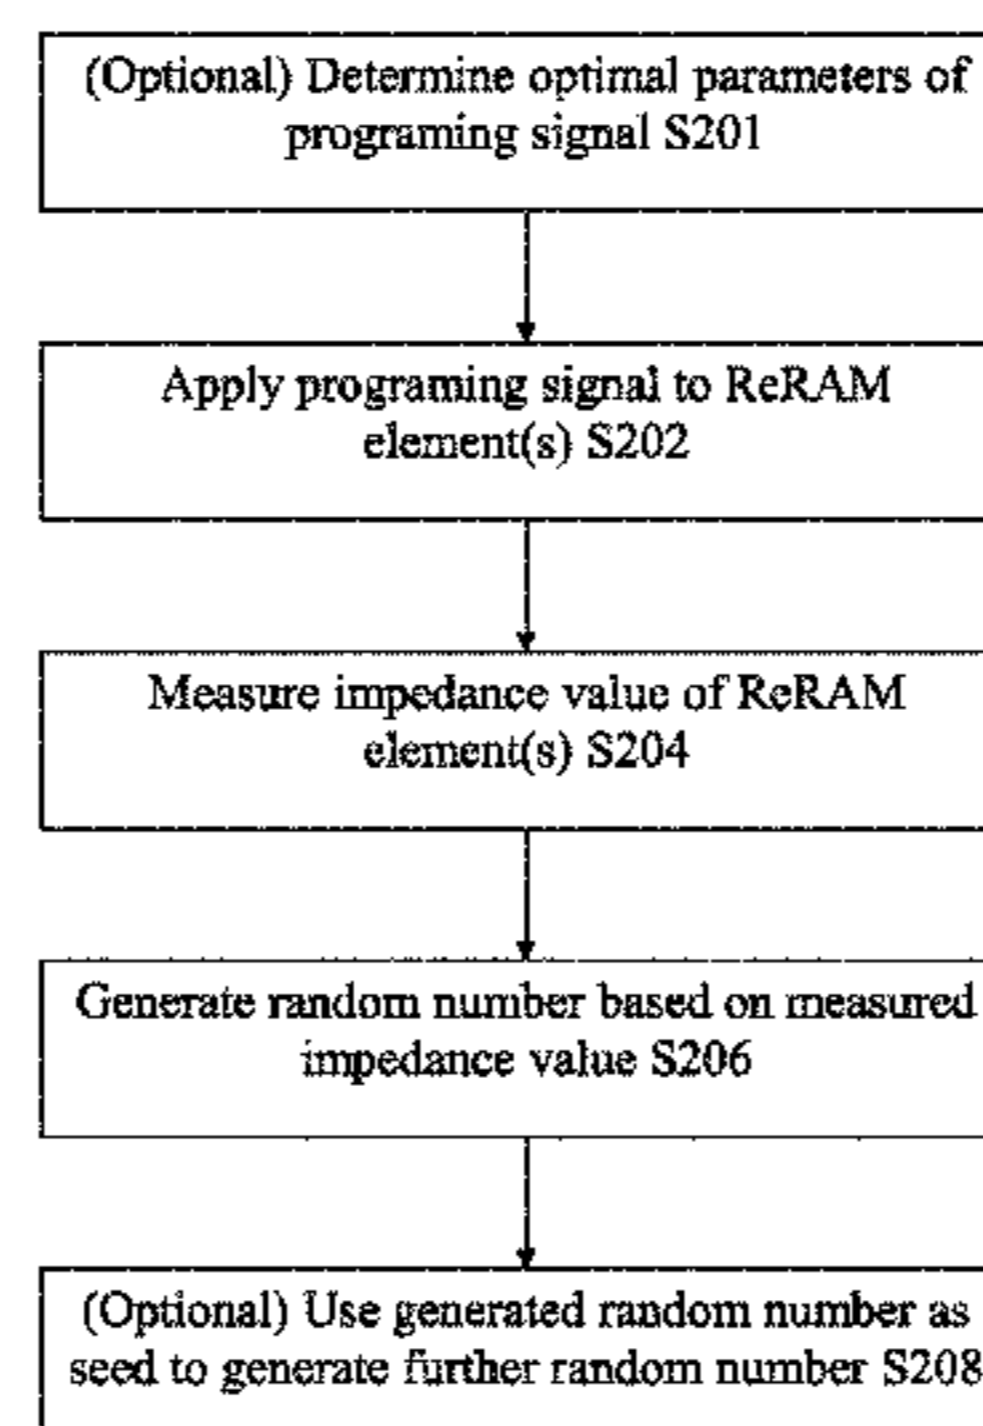 (Optional) Determine optimal parameters of
programing signal S201
Apply programing signal to ReRAM
element(s) S202
Measure impedance value of ReRAM
element(s) S204
Generate random number based on measured
impedance value S206
(Optional) Use generated random number as
seed to generate further random number S208